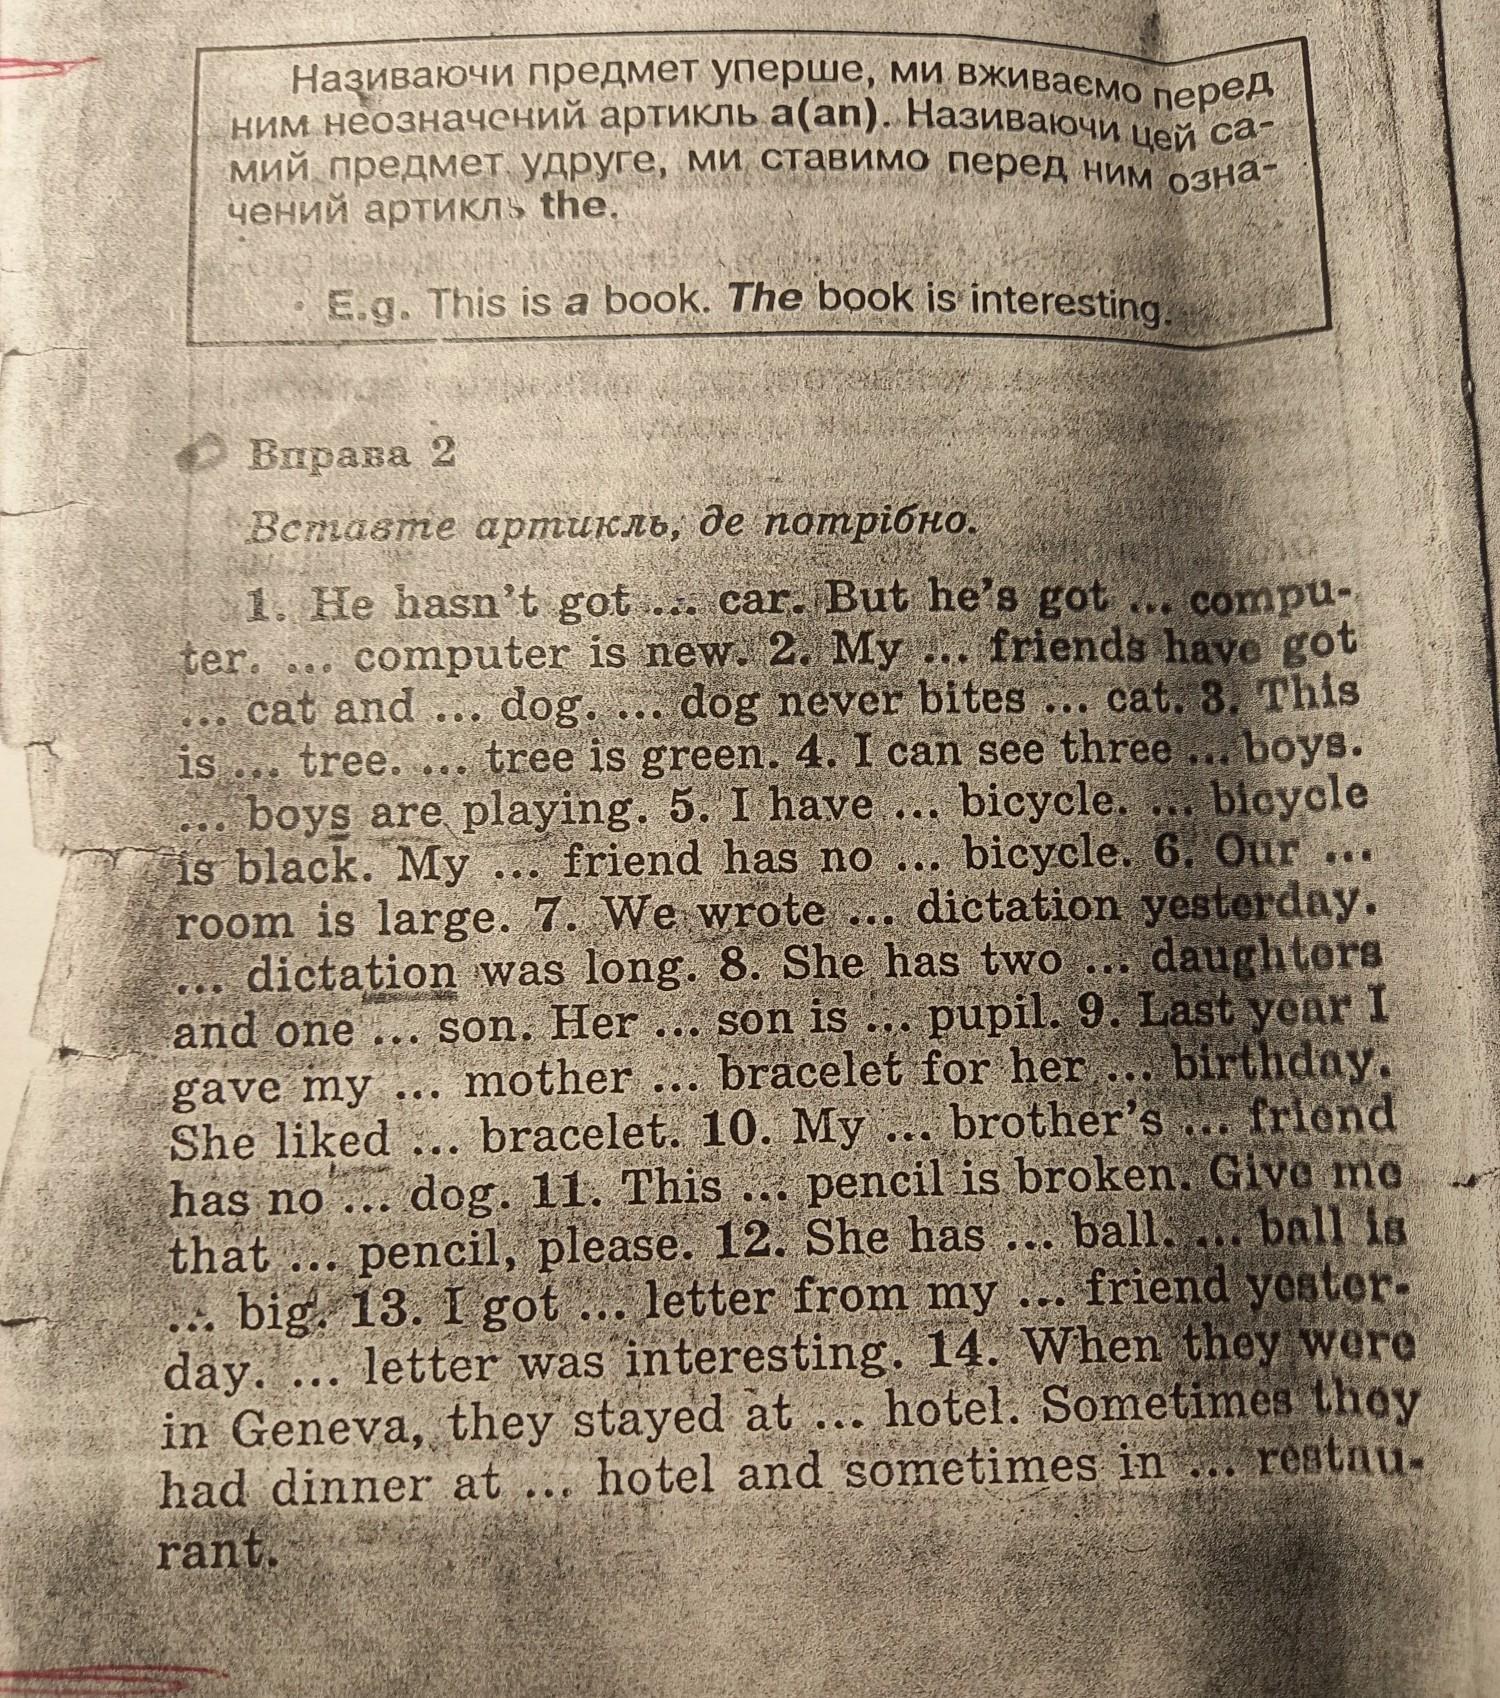 Називаючи предмет уперше, ми вживаємо перед
ним неозначений артикль a(an). Називаючи цей са-
мий предмет удруге, ми ставимо перед ним озна-
чений артикль the.
E.g. This is a book. The book is interesting.
Вправа 2
Вставте артикль, де потрібно.
1. He hasn't got ... car. But he's got ... compu-
ter. ... computer is new. 2. My ... friends have got
... cat and ... dog. ... dog never bites ... cat. 3. This
is ... tree. ... tree is green. 4. I can see three ... boys.
... boys are playing. 5. I have ... bicycle. ... bicycle
is black. My ... friend has no ... bicycle. 6. Our ...
room is large. 7. We wrote ... dictation yesterday.
... dictation was long. 8. She has two ... daughters
and one ... son. Her ... son is ... pupil. 9. Last year I
gave my ... mother ... bracelet for her ... birthday.
She liked ... bracelet. 10. My ... brother's ... friend
has no ... dog. 11. This ... pencil is broken. Give me
that ... pencil, please. 12. She has ... ball. ... ball is
... big. 13. I got ... letter from my ... friend yester-
day. ... letter was interesting. 14. When they were
in Geneva, they stayed at ... hotel. Sometimes they
had dinner at ... hotel and sometimes in ... restau-
rant.